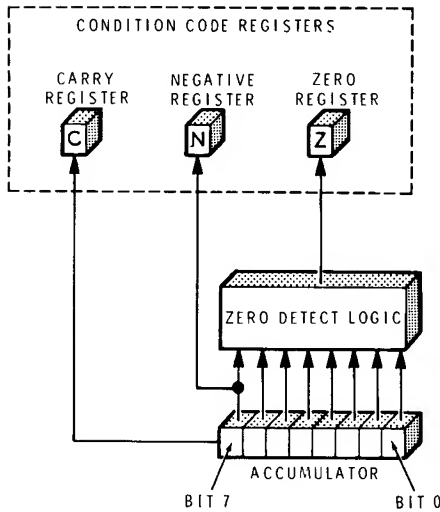 CONDITION CODE REGISTERS
CARRY REGISTER
NEGATIVE REGISTER
ZERO REGISTER
C
N
Z
ZERO DETECT LOGIC
ACCUMULATOR
BIT 7
BIT 0